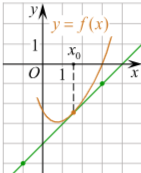 y
y = f(x)
1
x₀
O
1
x